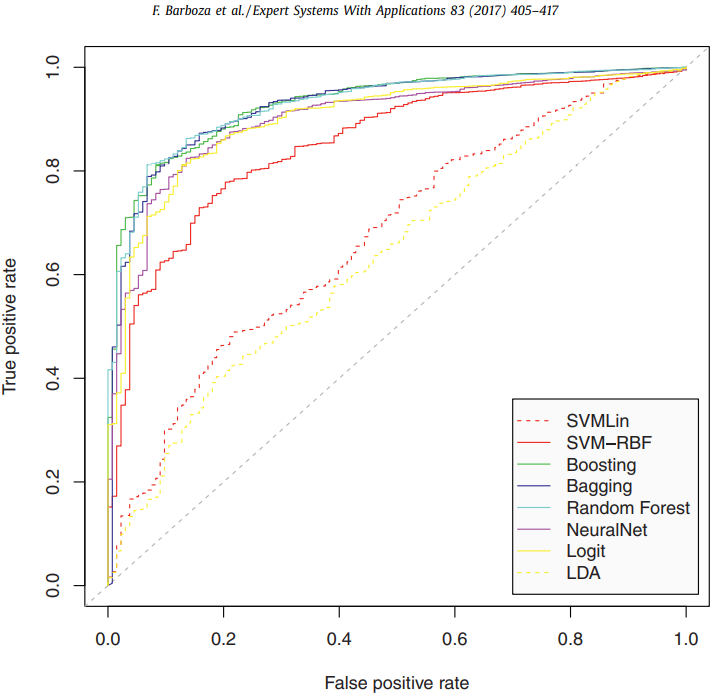 F. Barboza et al. / Expert Systems With Applications 83 (2017) 405–417
1.0
0.8
0.6
0.4
0.2
0.0
True positive rate
SVMLin
SVM−RBF
Boosting
Bagging
Random Forest
NeuralNet
Logit
LDA
0.0 0.2 0.4 0.6 0.8 1.0
False positive rate